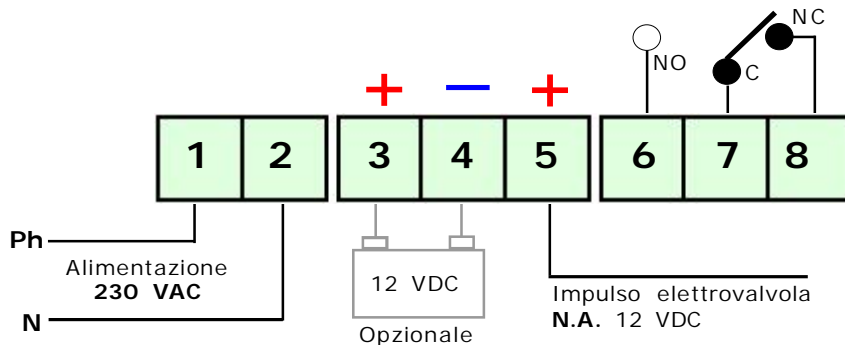 NC
NO
C
+ — +
1 2 3 4 5 6 7 8
Ph
Alimentazione
230 VAC
N
12 VDC
Opzionale
Impulso elettrovalvola
N.A. 12 VDC